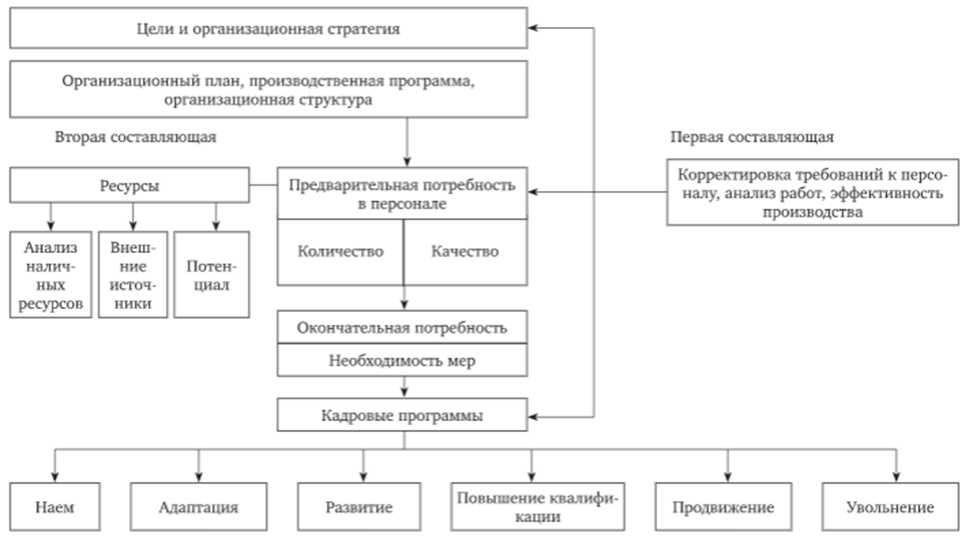 Цели и организационная стратегия
Организационный план, производственная программа,
организационная структура
Вторая составляющая
Первая составляющая
Ресурсы
Предварительная потребность
в персонале
Корректировка требований к персо-
налу, анализ работ, эффективность
производства
Анализ
налич-
ных
ресурсов
Внеш-
ние
источ-
ники
Потен-
циал
Количество
Качество
Окончательная потребность
Необходимость мер
Кадровые программы
Наем
Адаптация
Развитие
Повышение квалифи-
кации
Продвижение
Увольнение